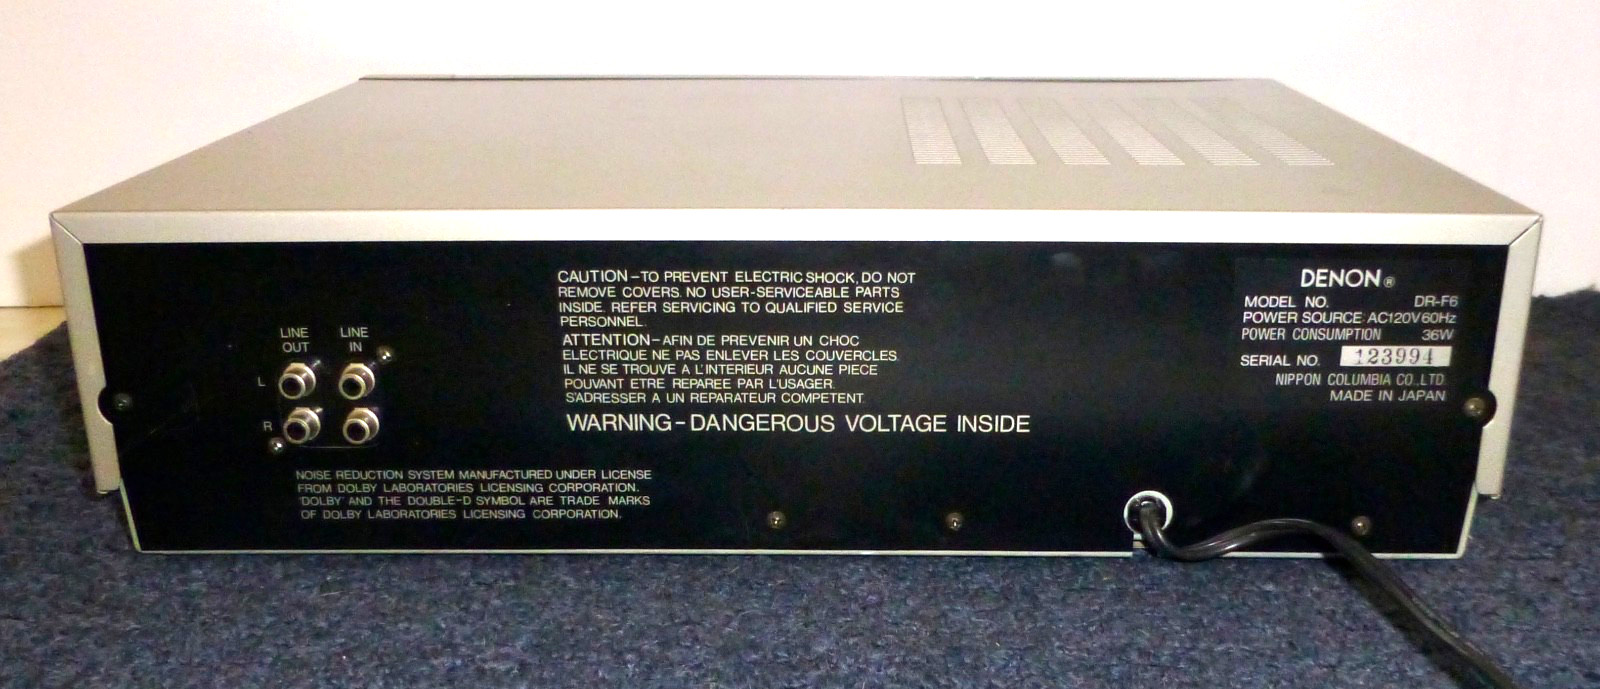 CAUTION-TO PREVENT ELECTRIC SHOCK, DO NOT
REMOVE COVERS. NO USER-SERVICEABLE PARTS
INSIDE. REFER SERVICING TO QUALIFIED SERVICE
PERSONNEL.
ATTENTION-AFIN DE PREVENIR UN CHOC
ELECTRIQUE NE PAS ENLEVER LES COUVERCLES.
IL NE SE TROUVE A L'INTERIEUR AUCUNE PIECE
POUVANT ETRE REPAREE PAR L'USAGER.
S'ADRESSER A UN REPARATEUR COMPETENT.
WARNING-DANGEROUS VOLTAGE INSIDE
LINE OUT
LINE IN
L
R
NOISE REDUCTION SYSTEM MANUFACTURED UNDER LICENSE
FROM DOLBY LABORATORIES LICENSING CORPORATION.
'DOLBY' AND THE DOUBLE-D SYMBOL ARE TRADE MARKS
OF DOLBY LABORATORIES LICENSING CORPORATION.
DENON®
MODEL NO. DR-F6
POWER SOURCE AC120V60Hz
POWER CONSUMPTION 36W
SERIAL NO. 123994
NIPPON COLUMBIA CO.,LTD.
MADE IN JAPAN